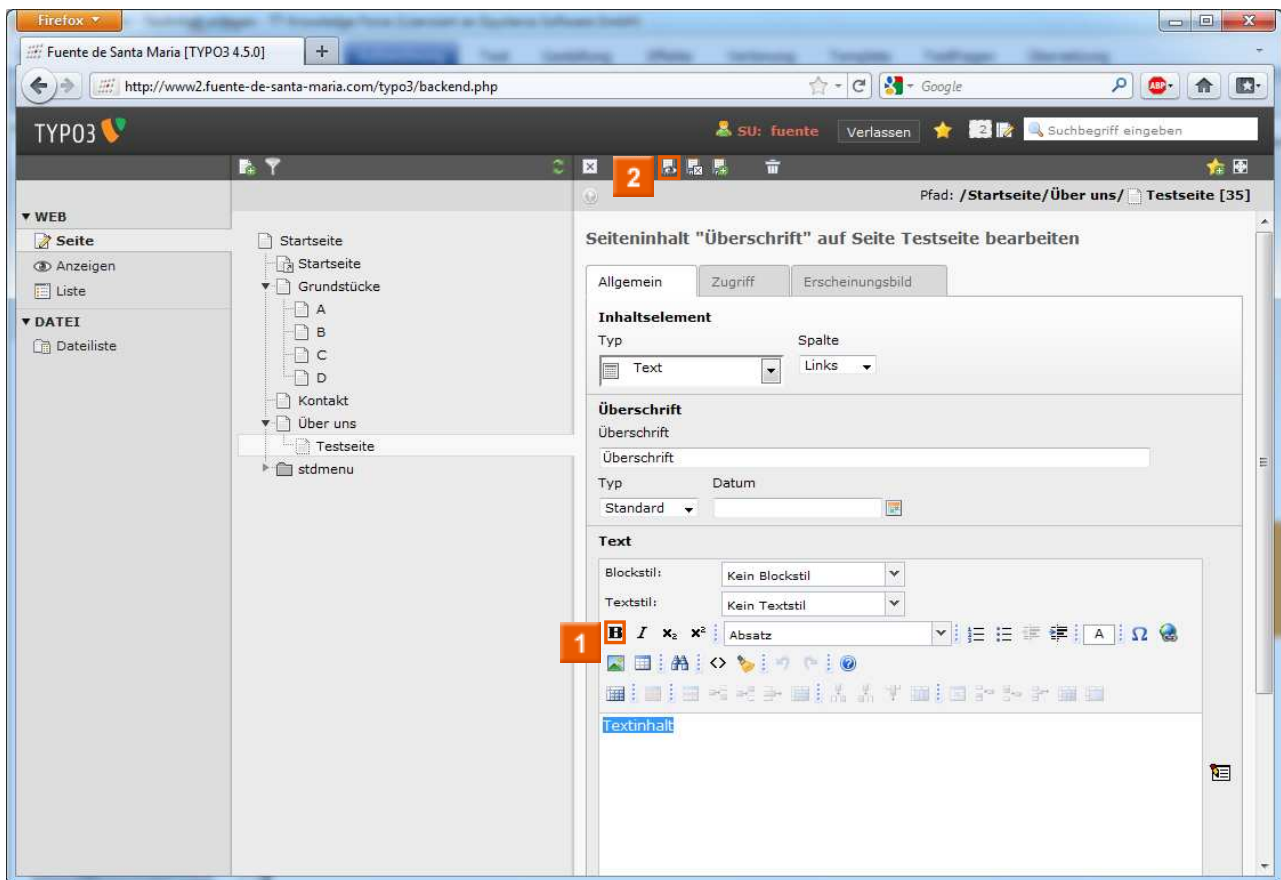 Firefox
Fuente de Santa Maria [TYPO3 4.5.0]
http://www2.fuente-de-santa-maria.com/typo3/backend.php
Google
ABP
TYPO3
SU: fuente
Verlassen
2
Suchbegriff eingeben
2
Pfad: /Startseite/Über uns/ Testseite [35]
WEB
Seite
Anzeigen
Liste
DATEI
Dateiliste
Startseite
Startseite
Grundstücke
A
B
C
D
Kontakt
Über uns
Testseite
stdmenu
Seiteninhalt "Überschrift" auf Seite Testseite bearbeiten
Allgemein Zugriff Erscheinungsbild
Inhaltselement
Typ Spalte
Text Links
Überschrift
Überschrift
Überschrift
Typ Datum
Standard
Text
Blockstil: Kein Blockstil
Textstil: Kein Textstil
1 B I x₂ x² Absatz A Ω
Textinhalt